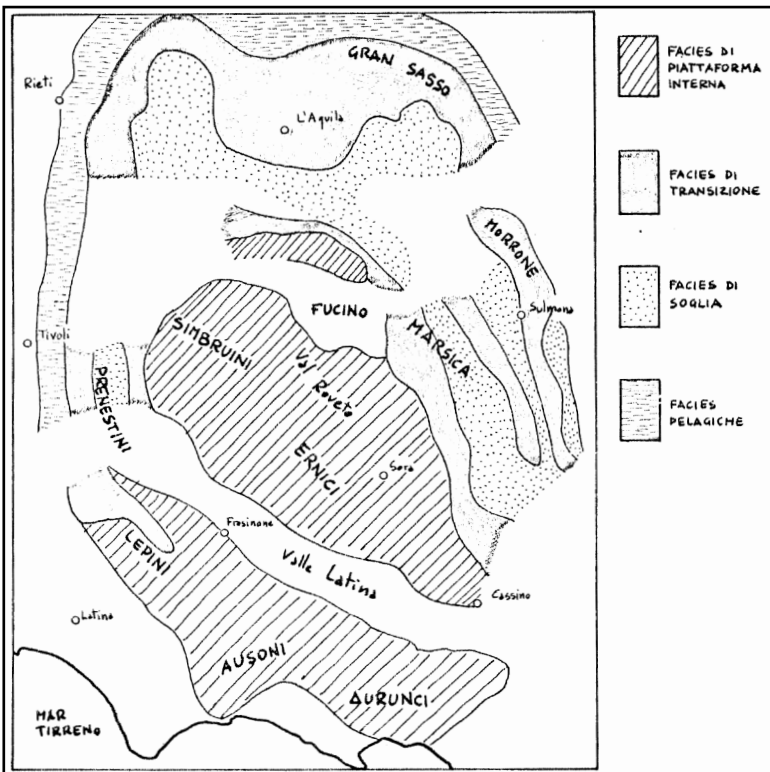 GRAN SASSO
Rieti
L'Aquila
MORRONE
Sulmona
FUCINO
MARSICA
Tivoli
SIMBRUINI
Val Roveto
PRENESTINI
ERNICI
Sora
Frosinone
Valle Latina
LEPINI
Cassino
Latina
AUSONI
AURUNCI
MAR
TIRRENO
FACIES DI
PIATTAFORMA
INTERNA
FACIES DI
TRANSIZIONE
FACIES DI
SOGLIA
FACIES
PELAGICHE